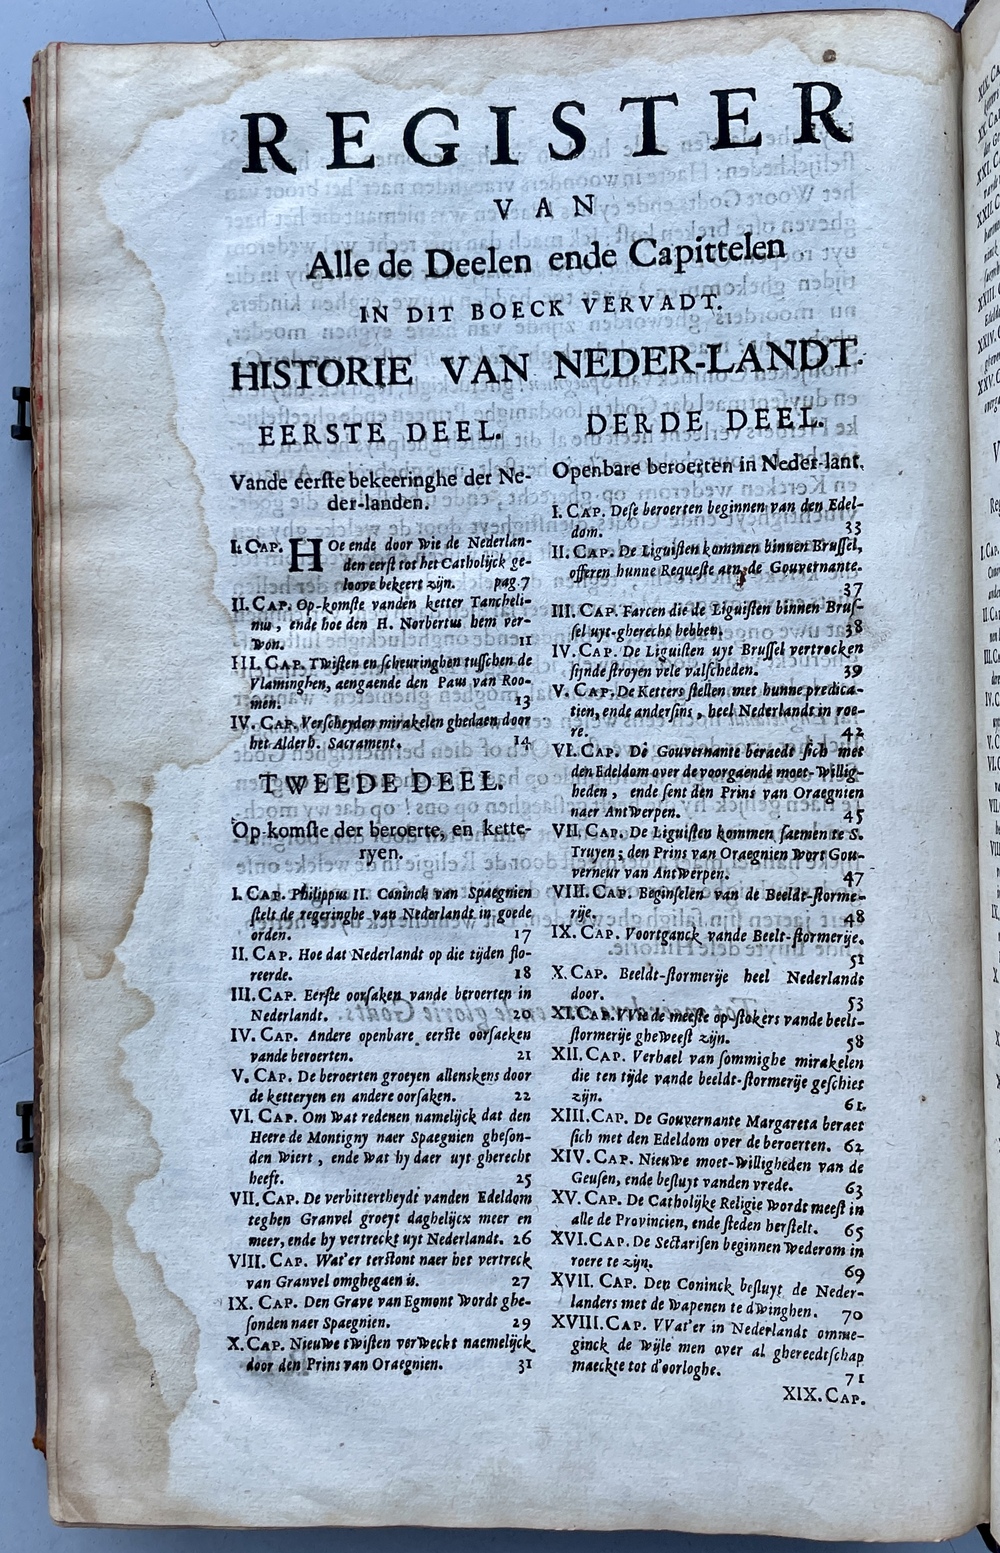 REGISTER
VAN
Alle de Deelen ende Capittelen
IN DIT BOECK VERVADT.
HISTORIE VAN NEDER-LANDT.
EERSTE DEEL.
Vande eerste bekeeringhe der Ne-
der-landen.
I. CAP. HOe ende door wie de Nederlan-
den eerst tot het Catholijck ge-
loove bekeert zijn. pag. 7
II. CAP. Op-komste vanden ketter Tancheli-
nus, ende hoe den H. Norbertus hem ver-
won. 11
III. CAP. Twisten en scheuringhen tusschen de
Vlaminghen, aengaende den Paus van Roo-
men. 13
IV. CAP. Verscheyden mirakelen ghedaen door
het Alderh. Sacrament. 14
TWEEDE DEEL.
Op-komste der beroerte, en kette-
ryen.
I. CAP. Philippus II. Coninck van Spaegnien
stelt de regeringhe van Nederlandt in goede
orden. 17
II. CAP. Hoe dat Nederlandt op die tijden flo-
reerde. 18
III. CAP. Eerste oorsaken vande beroerten in
Nederlandt. 20
IV. CAP. Andere openbare eerste oorsaeken
vande beroerten. 21
V. CAP. De beroerten groeyen allenskens door
de ketteryen en andere oorsaken. 22
VI. CAP. Om wat redenen namelijck dat den
Heere de Montigny naer Spaegnien gheson-
den wiert, ende wat hy daer uyt gherecht
heeft. 25
VII. CAP. De verbittertheydt vanden Edeldom
teghen Granvel groeyt daghelijcx meer en
meer, ende hy vertreckt uyt Nederlandt. 26
VIII. CAP. Wat'er terstont naer het vertreck
van Granvel omghegaen is. 27
IX. CAP. Den Grave van Egmont wordt ghe-
sonden naer Spaegnien. 29
X. CAP. Nieuwe twisten verweckt naemelijck
door den Prins van Oraegnien. 31
DERDE DEEL.
Openbare beroerten in Neder-lant.
I. CAP. Dese beroerten beginnen van den Edel-
dom. 33
II. CAP. De Liguisten kommen binnen Brussel,
offeren hunne Requeste aen de Gouvernante.
37
III. CAP. Farcen die de Liguisten binnen Brus-
sel uyt-gherecht hebben. 38
IV. CAP. De Liguisten uyt Brussel vertrocken
sijnde stroyen vele valscheden. 39
V. CAP. De Ketters stellen met hunne predica-
tien, ende andersins, heel Nederlandt in roe-
re. 42
VI. CAP. De Gouvernante beraedt sich met
den Edeldom over de voorgaende moet-willig-
heden, ende sent den Prins van Oraegnien
naer Antwerpen. 45
VII. CAP. De Liguisten kommen saemen te S.
Truyen; den Prins van Oraegnien wort Gou-
verneur van Antwerpen. 47
VIII. CAP. Beginselen van de Beeldt-storme-
rije. 48
IX. CAP. Voortganck vande Beelt-stormerije.
51
X. CAP. Beeldt-stormerije heel Nederlandt
door. 53
XI. CAP. Wie de meeste op-stokers vande beelt-
stormerije gheweest zijn. 58
XII. CAP. Verhael van sommighe mirakelen
die ten tijde vande beeldt-stormerije geschiet
zijn. 61.
XIII. CAP. De Gouvernante Margareta beraet
sich met den Edeldom over de beroerten. 62
XIV. CAP. Nieuwe moet-willigheden van de
Geusen, ende besluyt vanden vrede. 63
XV. CAP. De Catholijke Religie wordt meest in
alle de Provincien, ende steden herstelt. 65
XVI. CAP. De Sectarisen beginnen wederom in
roere te zijn. 69
XVII. CAP. Den Coninck besluyt de Neder-
landers met de wapenen te dwinghen. 70
XVIII. CAP. Wat'er in Nederlandt omme-
ginck de wijle men over al ghereedtschap
maeckte tot d'oorloghe. 71
XIX. CAP.